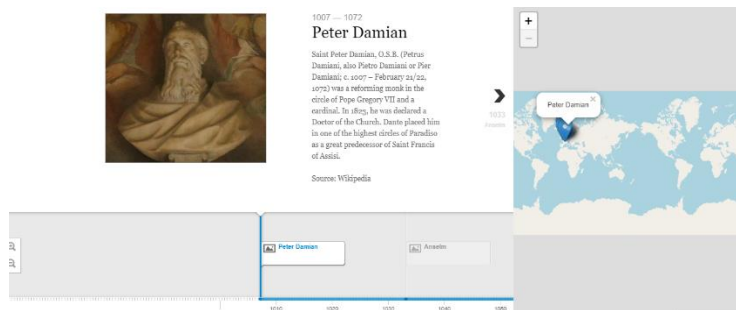 1007 — 1072
Peter Damian
Saint Peter Damian, O.S.B. (Petrus
Damiani, also Pietro Damiani or Pier
Damiani; c. 1007 – February 21/22,
1072) was a reforming monk in the
circle of Pope Gregory VII and a
cardinal. In 1823, he was declared a
Doctor of the Church. Dante placed him
in one of the highest circles of Paradiso
as a great predecessor of Saint Francis
of Assisi.
Source: Wikipedia
1033
+
−
Peter Damian
×
Peter Damian
Anselm
1010
1020
1030
1040
1050